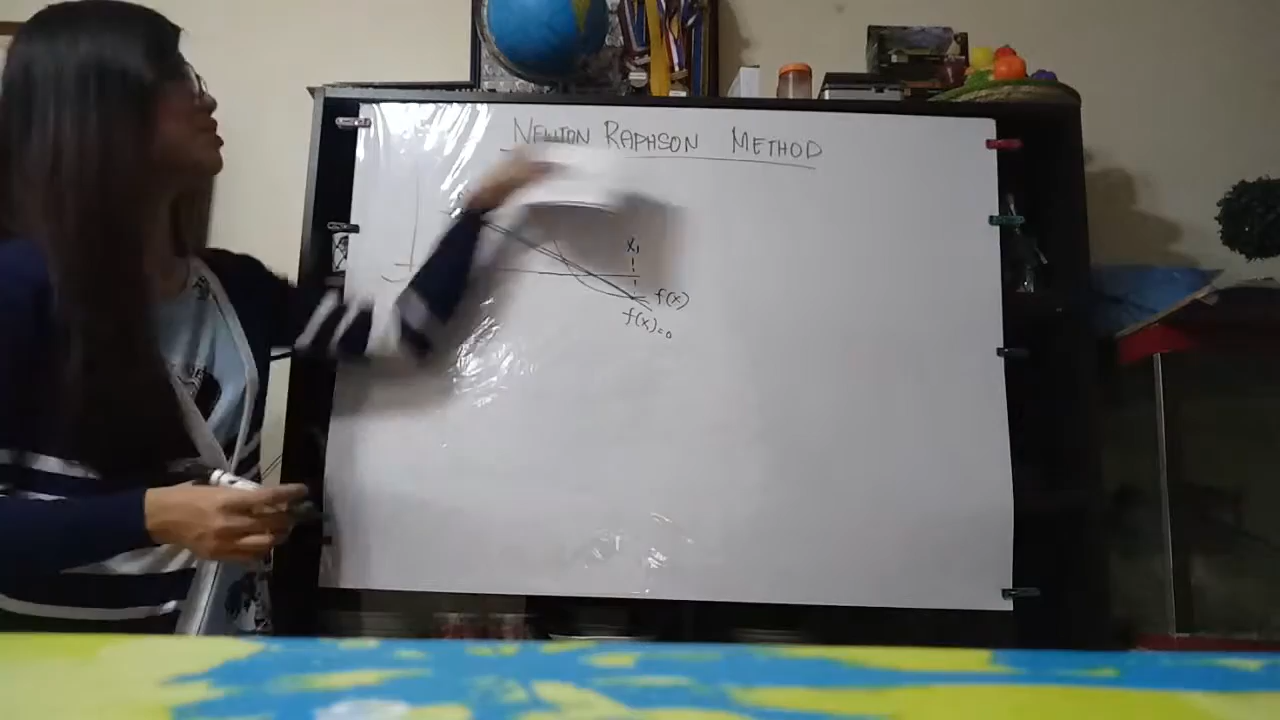 NEWTON RAPHSON METHOD
x₁
f(x)
f(x)=0